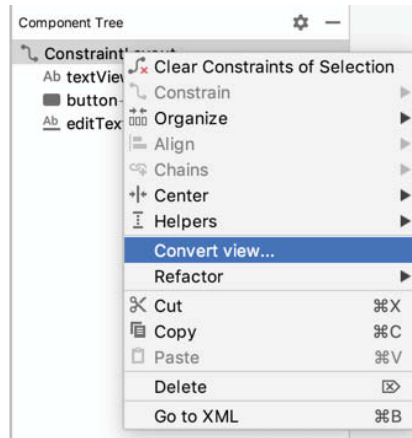 Component Tree
ConstraintLayout
Ab textView
Clear Constraints of Selection
button-
Constrain
Ab editTex
Organize
Align
Chains
Center
Helpers
Convert view...
Refactor
Cut ⌘X
Copy ⌘C
Paste ⌘V
Delete ⌦
Go to XML ⌘B